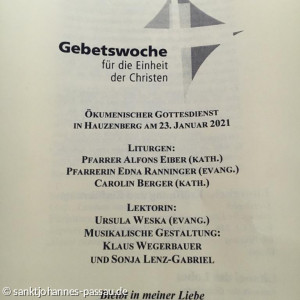 Gebetswoche
für die Einheit
der Christen
ÖKUMENISCHER GOTTESDIENST
IN HAUZENBERG AM 23. JANUAR 2021
LITURGEN:
PFARRER ALFONS EIBER (KATH.)
PFARRERIN EDNA RANNINGER (EVANG.)
CAROLIN BERGER (KATH.)
LEKTORIN:
URSULA WESKA (EVANG.)
MUSIKALISCHE GESTALTUNG:
KLAUS WEGERBAUER
UND SONJA LENZ-GABRIEL
Bleibt in meiner Liebe
© sanktjohannes-passau.de